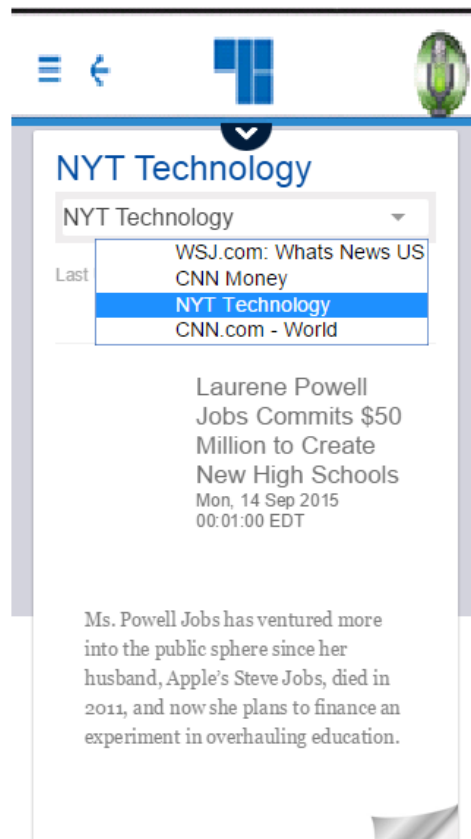 NYT Technology
NYT Technology
WSJ.com: Whats News US
Last
CNN Money
NYT Technology
CNN.com - World
Laurene Powell
Jobs Commits $50
Million to Create
New High Schools
Mon, 14 Sep 2015
00:01:00 EDT
Ms. Powell Jobs has ventured more
into the public sphere since her
husband, Apple’s Steve Jobs, died in
2011, and now she plans to finance an
experiment in overhauling education.